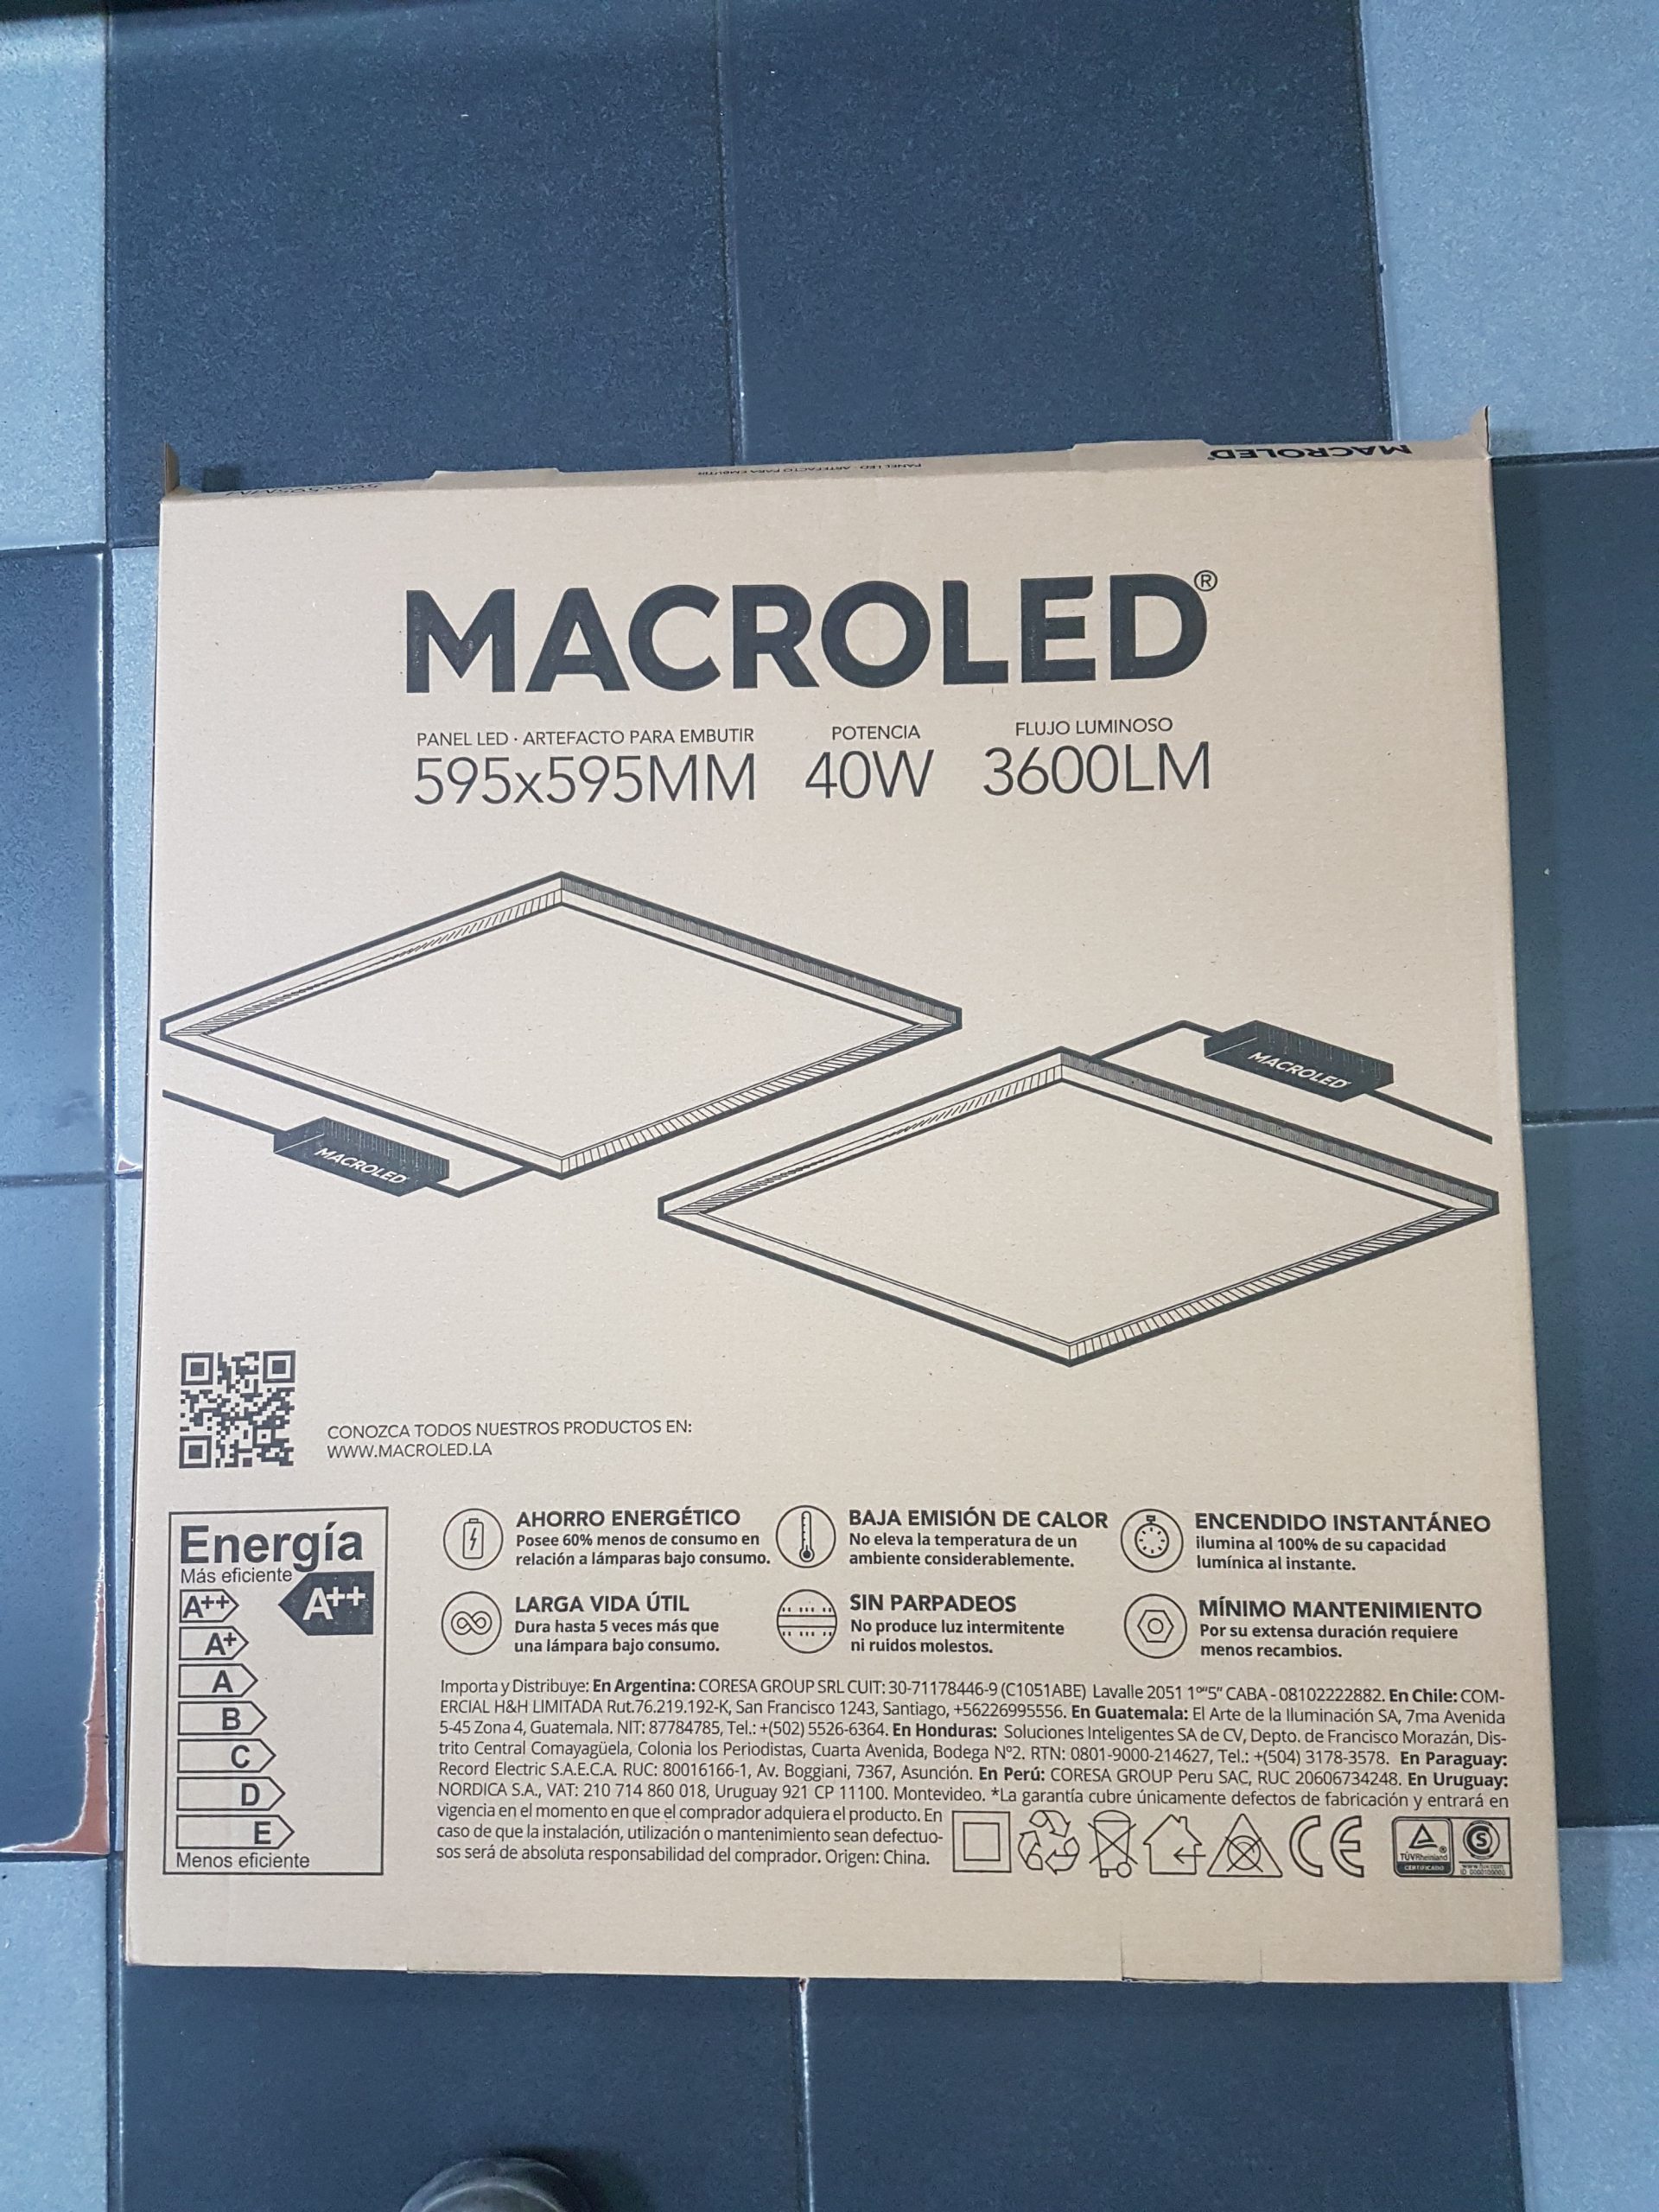 MACROLED
PANEL LED - ARTEFACTO PARA EMBUTIR
595x595MM
MACROLED®
PANEL LED · ARTEFACTO PARA EMBUTIR
595x595MM
POTENCIA
40W
FLUJO LUMINOSO
3600LM
MACROLED
MACROLED
CONOZCA TODOS NUESTROS PRODUCTOS EN:
WWW.MACROLED.LA
Energía
Más eficiente
A++
A++
A+
A
B
C
D
E
Menos eficiente
AHORRO ENERGÉTICO
Posee 60% menos de consumo en
relación a lámparas bajo consumo.
BAJA EMISIÓN DE CALOR
No eleva la temperatura de un
ambiente considerablemente.
ENCENDIDO INSTANTÁNEO
ilumina al 100% de su capacidad
lumínica al instante.
LARGA VIDA ÚTIL
Dura hasta 5 veces más que
una lámpara bajo consumo.
SIN PARPADEOS
No produce luz intermitente
ni ruidos molestos.
MÍNIMO MANTENIMIENTO
Por su extensa duración requiere
menos recambios.
Importa y Distribuye: En Argentina: CORESA GROUP SRL CUIT: 30-71178446-9 (C1051ABE) Lavalle 2051 1º"5" CABA - 08102222882. En Chile: COM-
ERCIAL H&H LIMITADA Rut.76.219.192-K, San Francisco 1243, Santiago, +56226995556. En Guatemala: El Arte de la Iluminación SA, 7ma Avenida
5-45 Zona 4, Guatemala. NIT: 87784785, Tel.: +(502) 5526-6364. En Honduras: Soluciones Inteligentes SA de CV, Depto. de Francisco Morazán, Dis-
trito Central Comayagüela, Colonia los Periodistas, Cuarta Avenida, Bodega Nº2. RTN: 0801-9000-214627, Tel.: +(504) 3178-3578. En Paraguay:
Record Electric S.A.E.C.A. RUC: 80016166-1, Av. Boggiani, 7367, Asunción. En Perú: CORESA GROUP Peru SAC, RUC 20606734248. En Uruguay:
NORDICA S.A., VAT: 210 714 860 018, Uruguay 921 CP 11100. Montevideo. *La garantía cubre únicamente defectos de fabricación y entrará en
vigencia en el momento en que el comprador adquiera el producto. En
caso de que la instalación, utilización o mantenimiento sean defectuo-
sos será de absoluta responsabilidad del comprador. Origen: China.
CE
TÜVRheinland
CERTIFICADO
S